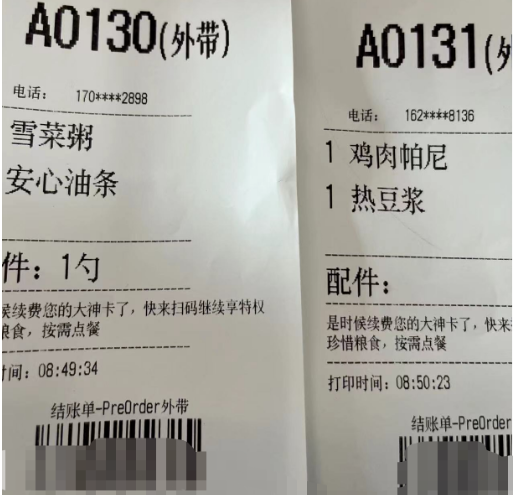 A0130(外带)
电话: 170****2898
雪菜粥
安心油条
件: 1勺
候续费您的大神卡了, 快来扫码继续享特权
粮食, 按需点餐
时间: 08:49:34
结账单-PreOrder外带
A0131(外
电话: 162****8136
1 鸡肉帕尼
1 热豆浆
配件:
是时候续费您的大神卡了, 快来
珍惜粮食, 按需点餐
打印时间: 08:50:23
结账单-PreOrder